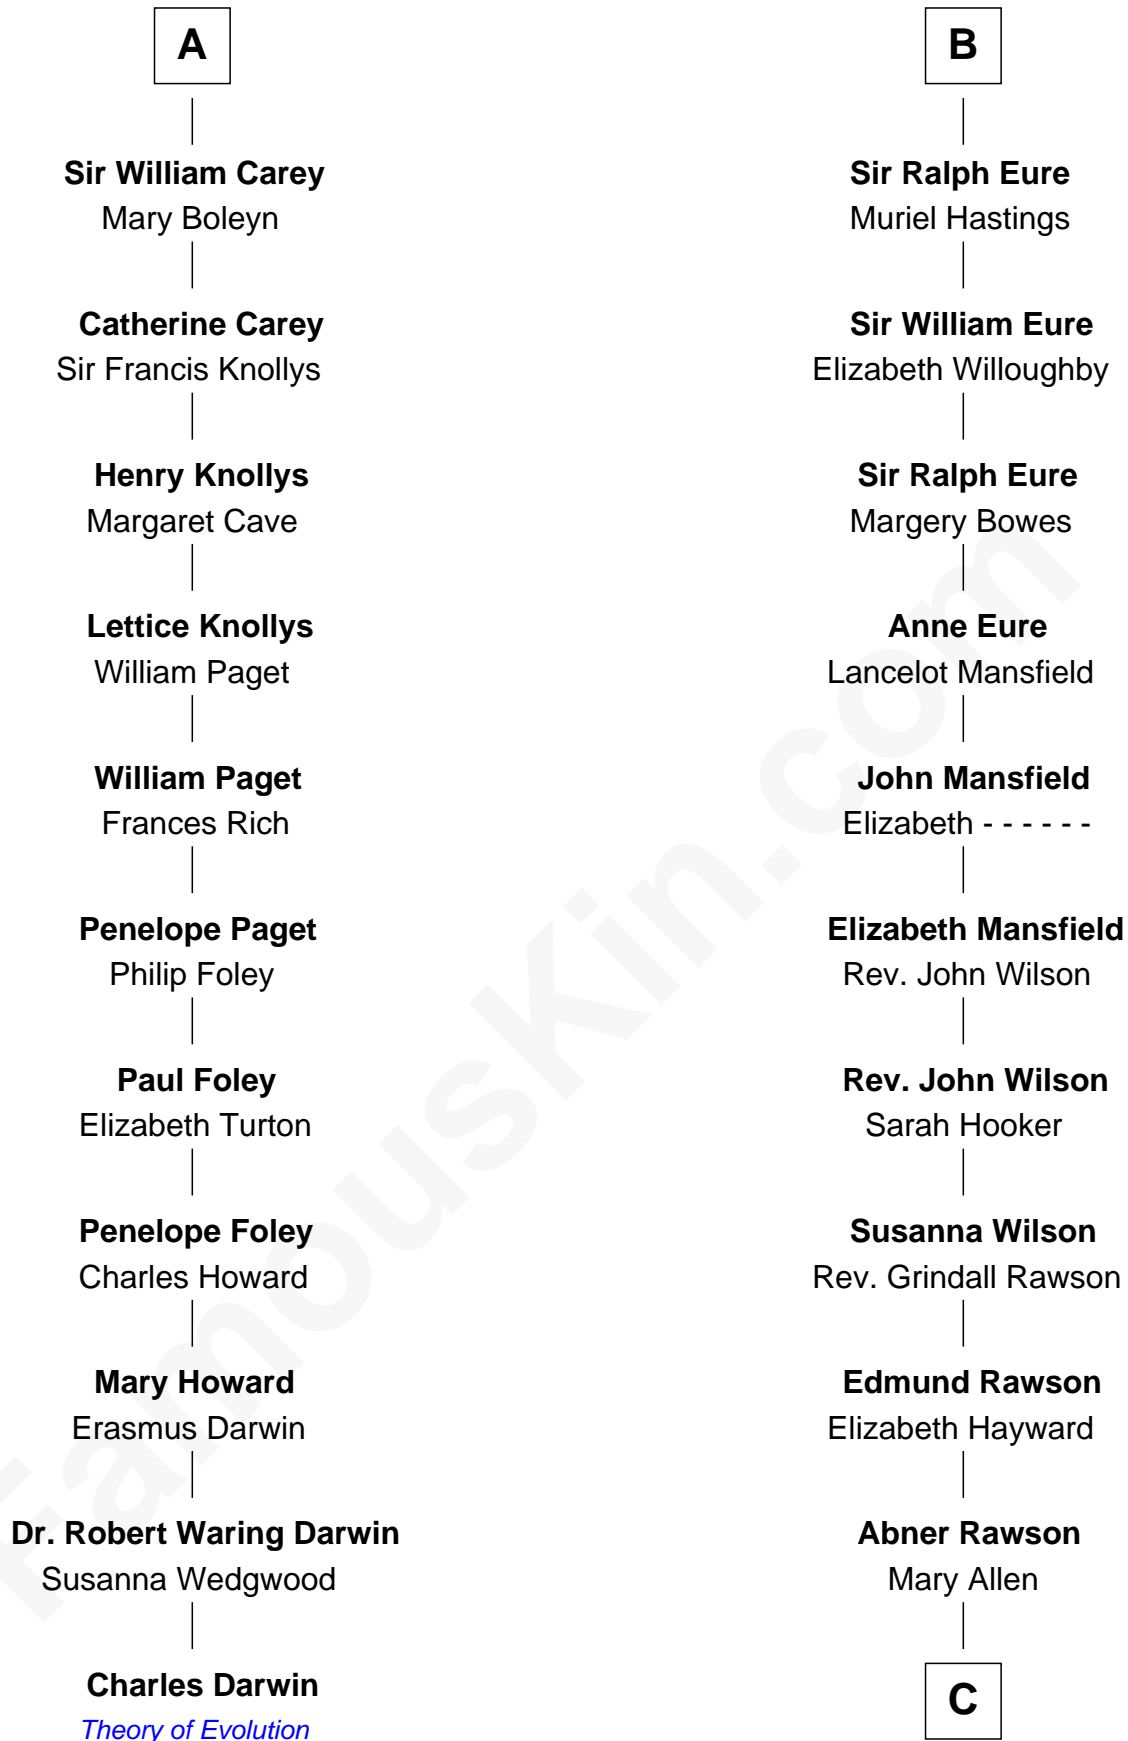 A
Sir William Carey
Mary Boleyn
Catherine Carey
Sir Francis Knollys
Henry Knollys
Margaret Cave
Lettice Knollys
William Paget
William Paget
Frances Rich
Penelope Paget
Philip Foley
Paul Foley
Elizabeth Turton
Penelope Foley
Charles Howard
Mary Howard
Erasmus Darwin
Dr. Robert Waring Darwin
Susanna Wedgwood
Charles Darwin
Theory of Evolution
B
Sir Ralph Eure
Muriel Hastings
Sir William Eure
Elizabeth Willoughby
Sir Ralph Eure
Margery Bowes
Anne Eure
Lancelot Mansfield
John Mansfield
Elizabeth - - - - - -
Elizabeth Mansfield
Rev. John Wilson
Rev. John Wilson
Sarah Hooker
Susanna Wilson
Rev. Grindall Rawson
Edmund Rawson
Elizabeth Hayward
Abner Rawson
Mary Allen
C
FamousKin.com